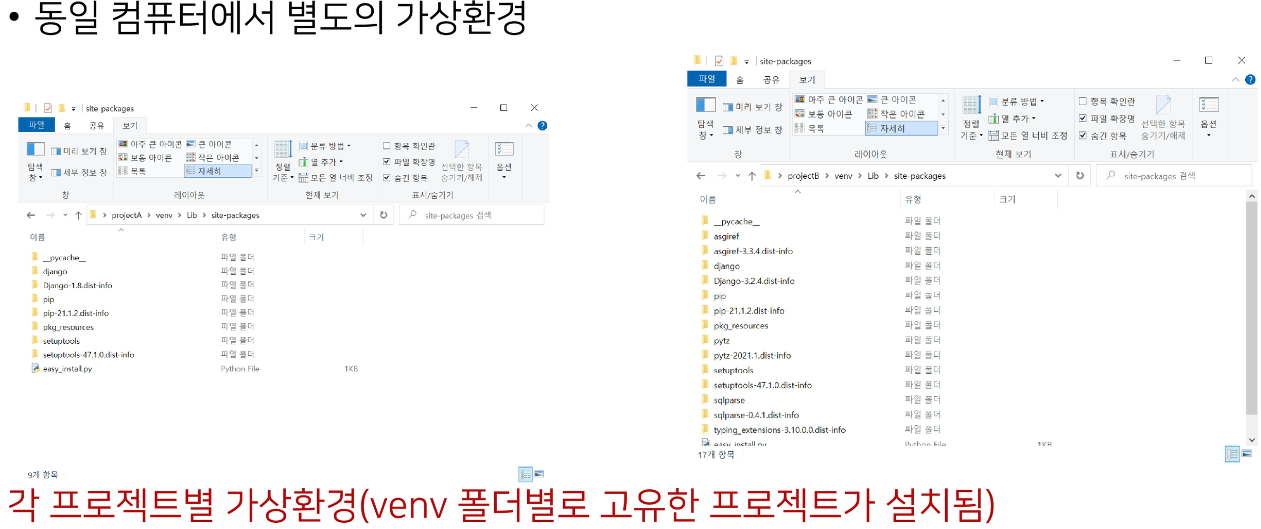 • 동일 컴퓨터에서 별도의 가상환경
site-packages
파일 홈 공유 보기
탐색 창
미리 보기 창
세부 정보 창
창
아주 큰 아이콘 큰 아이콘
보통 아이콘 작은 아이콘
목록 자세히
레이아웃
정렬 기준
분류 방법
열 추가
모든 열 너비 조정
현재 보기
항목 확인란
파일 확장명
숨긴 항목
선택한 항목 숨기기/해제
표시/숨기기
옵션
projectA > venv > Lib > site-packages
site-packages 검색
이름 유형 크기
__pycache__ 파일 폴더
django 파일 폴더
Django-1.8.dist-info 파일 폴더
pip 파일 폴더
pip-21.1.2.dist-info 파일 폴더
pkg_resources 파일 폴더
setuptools 파일 폴더
setuptools-47.1.0.dist-info 파일 폴더
easy_install.py Python File 1KB
9개 항목
site-packages
파일 홈 공유 보기
탐색 창
미리 보기 창
세부 정보 창
창
아주 큰 아이콘 큰 아이콘
보통 아이콘 작은 아이콘
목록 자세히
레이아웃
정렬 기준
분류 방법
열 추가
모든 열 너비 조정
현재 보기
항목 확인란
파일 확장명
숨긴 항목
선택한 항목 숨기기/해제
표시/숨기기
옵션
projectB > venv > Lib > site-packages
site-packages 검색
이름 유형 크기
__pycache__ 파일 폴더
asgiref 파일 폴더
asgiref-3.3.4.dist-info 파일 폴더
django 파일 폴더
Django-3.2.4.dist-info 파일 폴더
pip 파일 폴더
pip-21.1.2.dist-info 파일 폴더
pkg_resources 파일 폴더
pytz 파일 폴더
pytz-2021.1.dist-info 파일 폴더
setuptools 파일 폴더
setuptools-47.1.0.dist-info 파일 폴더
sqlparse 파일 폴더
sqlparse-0.4.1.dist-info 파일 폴더
typing_extensions-3.10.0.0.dist-info 파일 폴더
easy_install.py Python File 1KB
17개 항목
각 프로젝트별 가상환경(venv 폴더별로 고유한 프로젝트가 설치됨)